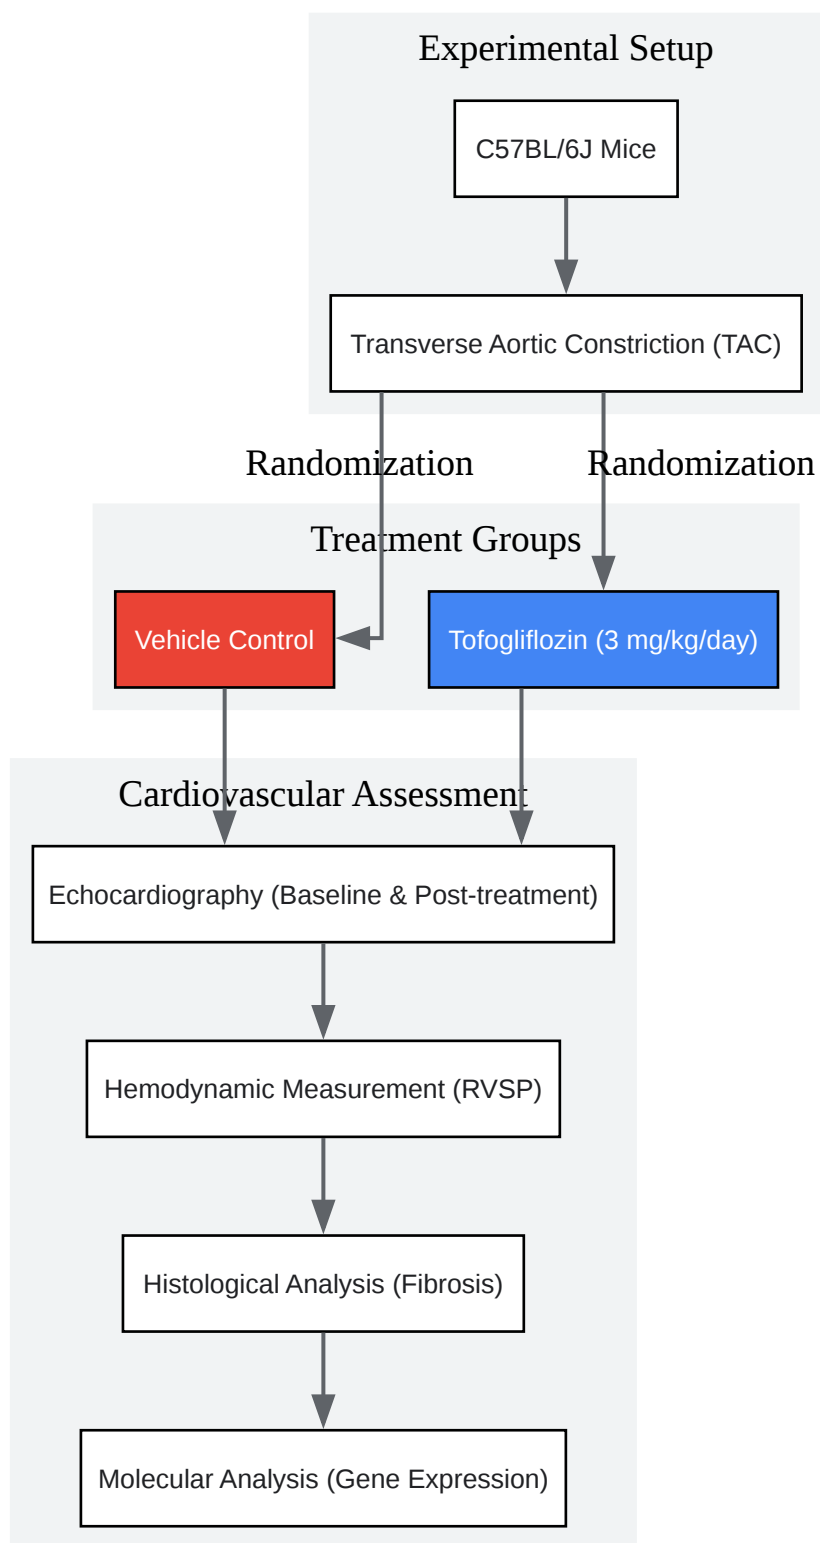 Experimental Setup
C57BL/6J Mice
Transverse Aortic Constriction (TAC)
Randomization
Randomization
Treatment Groups
Vehicle Control
Tofogliflozin (3 mg/kg/day)
Cardiovascular Assessment
Echocardiography (Baseline & Post-treatment)
Hemodynamic Measurement (RVSP)
Histological Analysis (Fibrosis)
Molecular Analysis (Gene Expression)